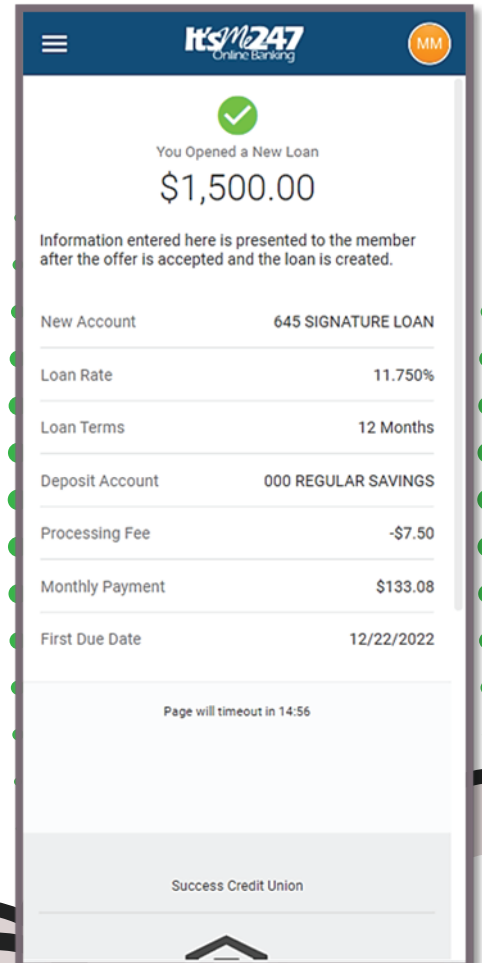 It'sMe247
Online Banking
MM
You Opened a New Loan
$1,500.00
Information entered here is presented to the member
after the offer is accepted and the loan is created.
New Account 645 SIGNATURE LOAN
Loan Rate 11.750%
Loan Terms 12 Months
Deposit Account 000 REGULAR SAVINGS
Processing Fee -$7.50
Monthly Payment $133.08
First Due Date 12/22/2022
Page will timeout in 14:56
Success Credit Union